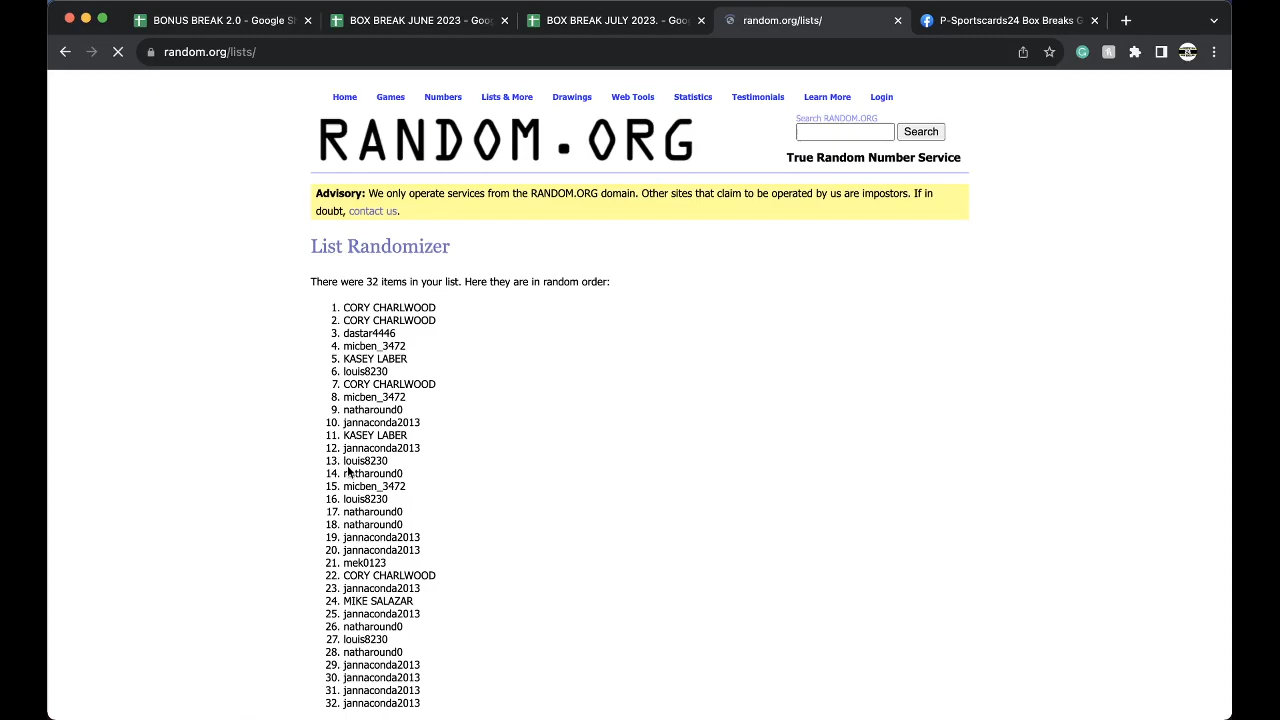 BONUS BREAK 2.0 - Google Sh
BOX BREAK JUNE 2023 - Goog
BOX BREAK JULY 2023. - Goo
random.org/lists/
P-Sportscards24 Box Breaks G
random.org/lists/
Home Games Numbers Lists & More Drawings Web Tools Statistics Testimonials Learn More Login
RANDOM.ORG
Search RANDOM.ORG
Search
True Random Number Service
Advisory: We only operate services from the RANDOM.ORG domain. Other sites that claim to be operated by us are impostors. If in
doubt, contact us.
List Randomizer
There were 32 items in your list. Here they are in random order:
1. CORY CHARLWOOD
2. CORY CHARLWOOD
3. dastar4446
4. micben_3472
5. KASEY LABER
6. louis8230
7. CORY CHARLWOOD
8. micben_3472
9. natharound0
10. jannaconda2013
11. KASEY LABER
12. jannaconda2013
13. louis8230
14. natharound0
15. micben_3472
16. louis8230
17. natharound0
18. natharound0
19. jannaconda2013
20. jannaconda2013
21. mek0123
22. CORY CHARLWOOD
23. jannaconda2013
24. MIKE SALAZAR
25. jannaconda2013
26. natharound0
27. louis8230
28. natharound0
29. jannaconda2013
30. jannaconda2013
31. jannaconda2013
32. jannaconda2013